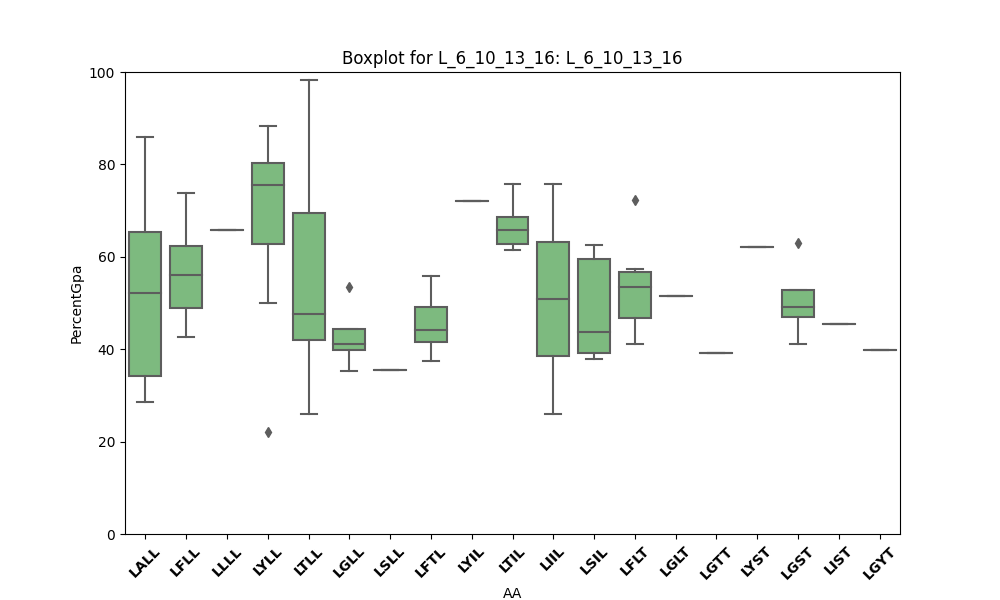 Boxplot for L_6_10_13_16: L_6_10_13_16
100
80
60
40
20
0
PercentGpa
LALL LFLL LLLL LYLL LTLL LGLL LSLL LFTL LYIL LTIL LIIL LSIL LFLT LGLT LGTT LYST LGST LIST LGYT
AA